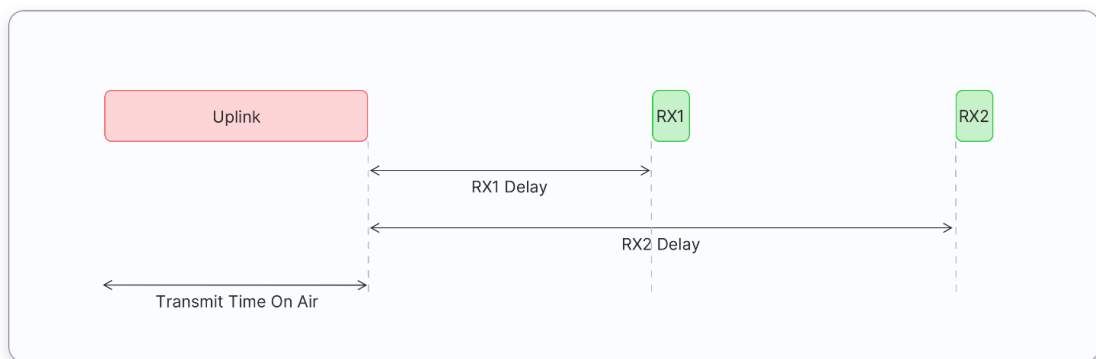 Uplink
RX1
RX2
RX1 Delay
RX2 Delay
Transmit Time On Air